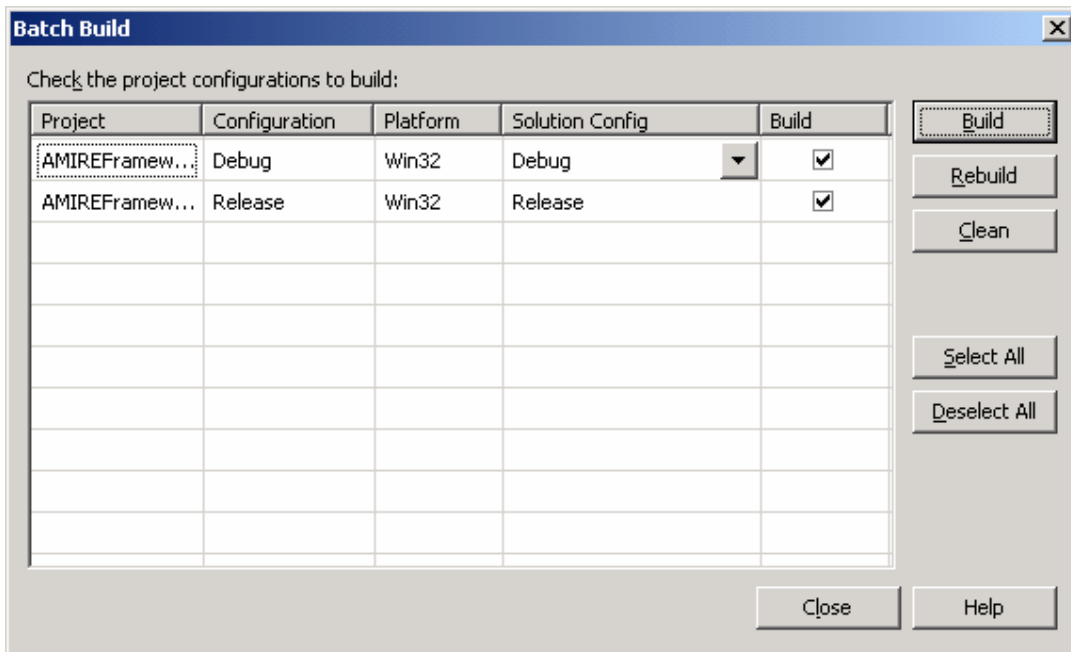 Batch Build
Check the project configurations to build:
Project Configuration Platform Solution Config Build
AMIREFramew... Debug Win32 Debug
AMIREFramew... Release Win32 Release
Build
Rebuild
Clean
Select All
Deselect All
Close Help